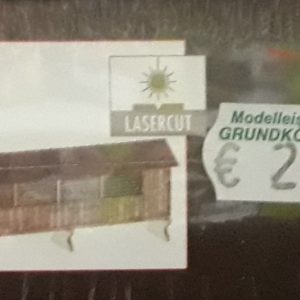 LASERCUT
Modelleis
GRUNDKÖ
€ 2